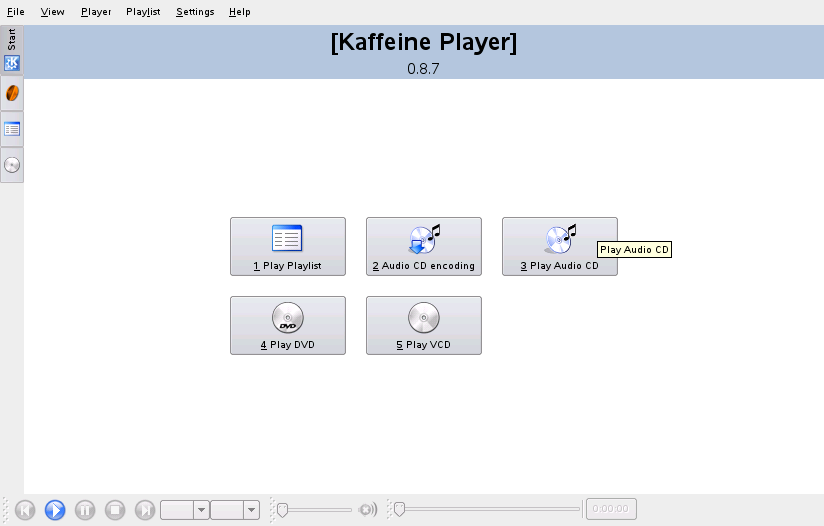 File View Player Playlist Settings Help
Start
[Kaffeine Player]
0.8.7
1 Play Playlist
2 Audio CD encoding
3 Play Audio CD
Play Audio CD
DVD
4 Play DVD
5 Play VCD
0:00:00